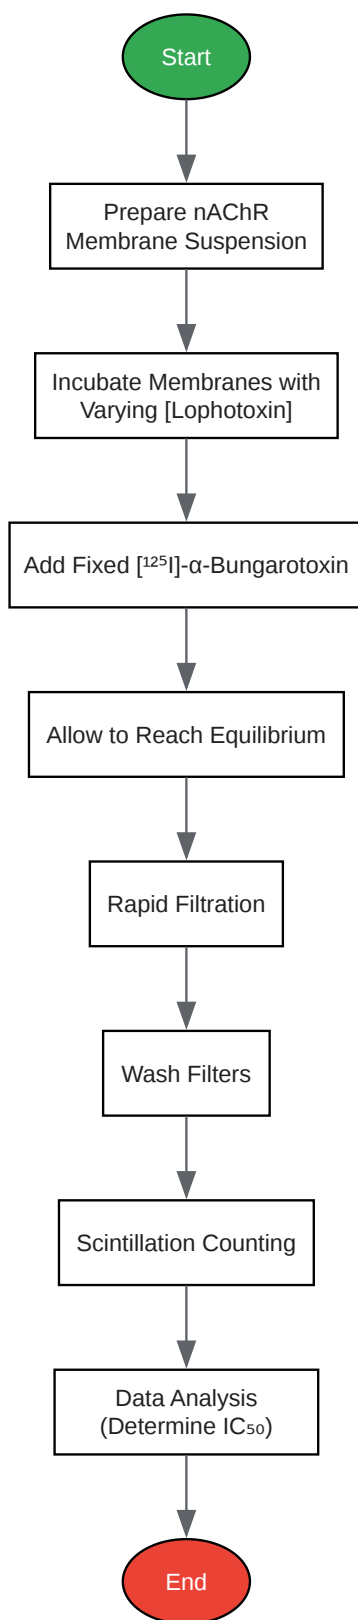 Start
Prepare nAChR
Membrane Suspension
Incubate Membranes with
Varying [Lophotoxin]
Add Fixed [¹²⁵I]-α-Bungarotoxin
Allow to Reach Equilibrium
Rapid Filtration
Wash Filters
Scintillation Counting
Data Analysis
(Determine IC₅₀)
End